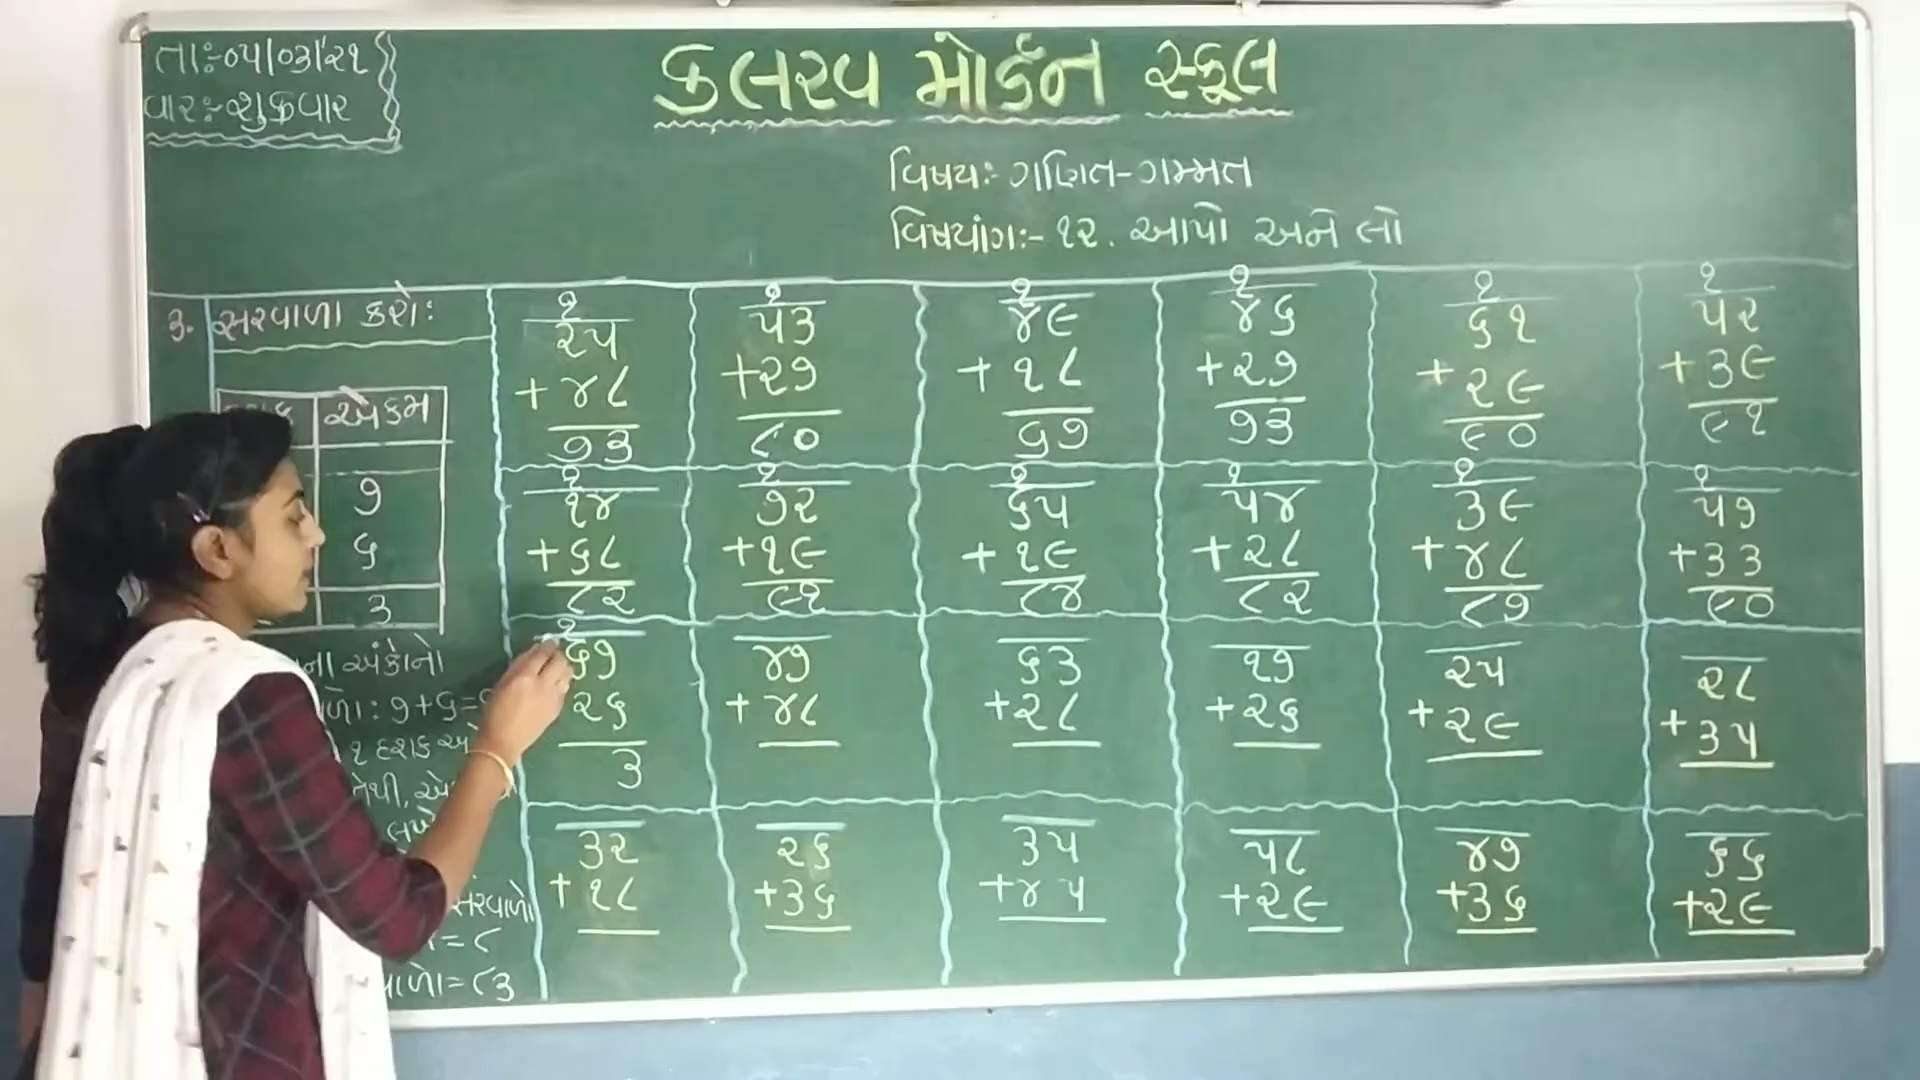 તા:-૦૫/૦૩/૨૧
વાર:-શુક્રવાર
કલરવ મોર્ડન સ્કૂલ
વિષય:- ગણિત-ગમ્મત
વિષયાંગ:- ૧૨. આપો અને લો
૩. સરવાળા કરો:
એકમ
૭
૬
૩
અંકોનો
: ૭+૬=
૧ દશક
તેથી,
સરવાળો
= ૮
= ૮૩
૧ ૧ ૧ ૧ ૧ ૧
૨૫ ૫૩ ૪૯ ૪૬ ૬૧ ૫૨
+૪૮ +૨૭ +૧૮ +૨૭ +૨૯ +૩૯
૭૩ ૮૦ ૬૭ ૭૩ ૯૦ ૯૧
૧ ૧ ૧ ૧ ૧ ૧
૧૪ ૭૨ ૬૫ ૫૪ ૩૯ ૫૭
+૬૮ +૧૯ +૧૯ +૨૮ +૪૮ +૩૩
૮૨ ૯૧ ૮૪ ૮૨ ૮૭ ૯૦
૧
૬૭ ૪૭ ૬૩ ૧૭ ૨૫ ૨૮
૨૬ +૪૮ +૨૮ +૨૬ +૨૯ +૩૫
૩
૩૨ ૨૬ ૩૫ ૫૮ ૪૭ ૬૬
+૧૮ +૩૬ +૪૫ +૨૯ +૩૬ +૨૯